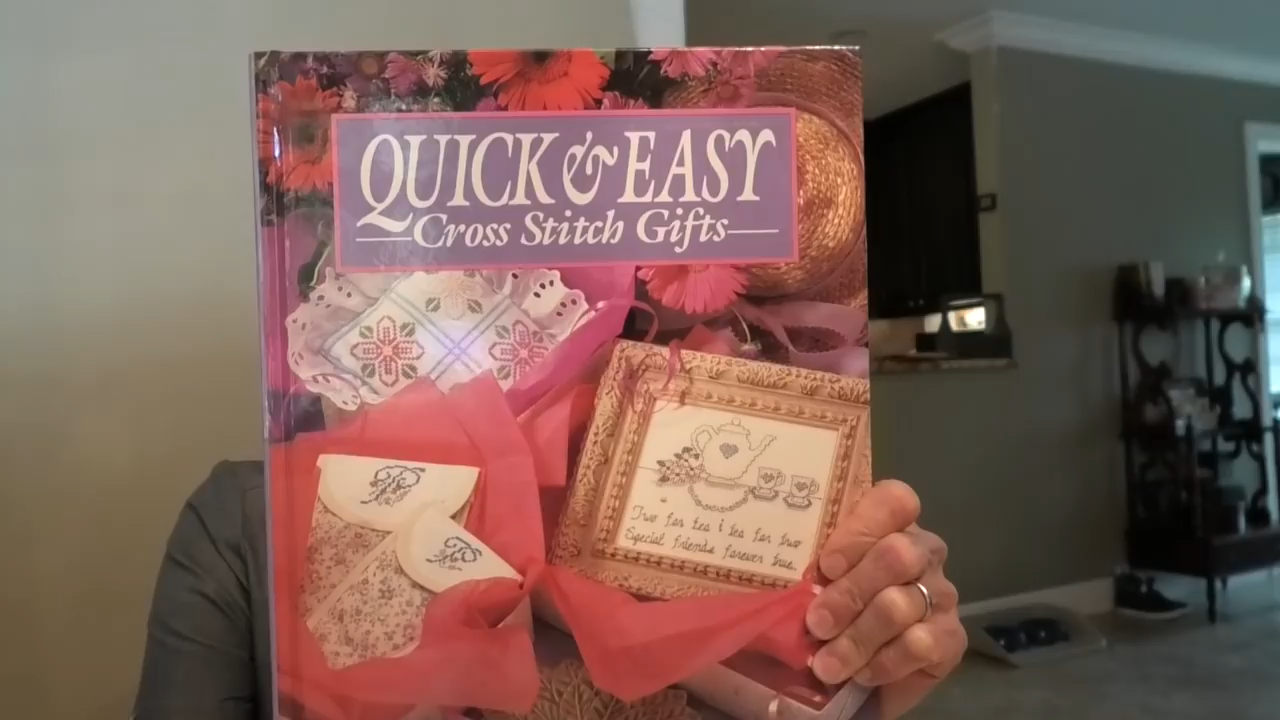 QUICK & EASY
Cross Stitch Gifts
Two for tea & tea for two
Special friends forever true.